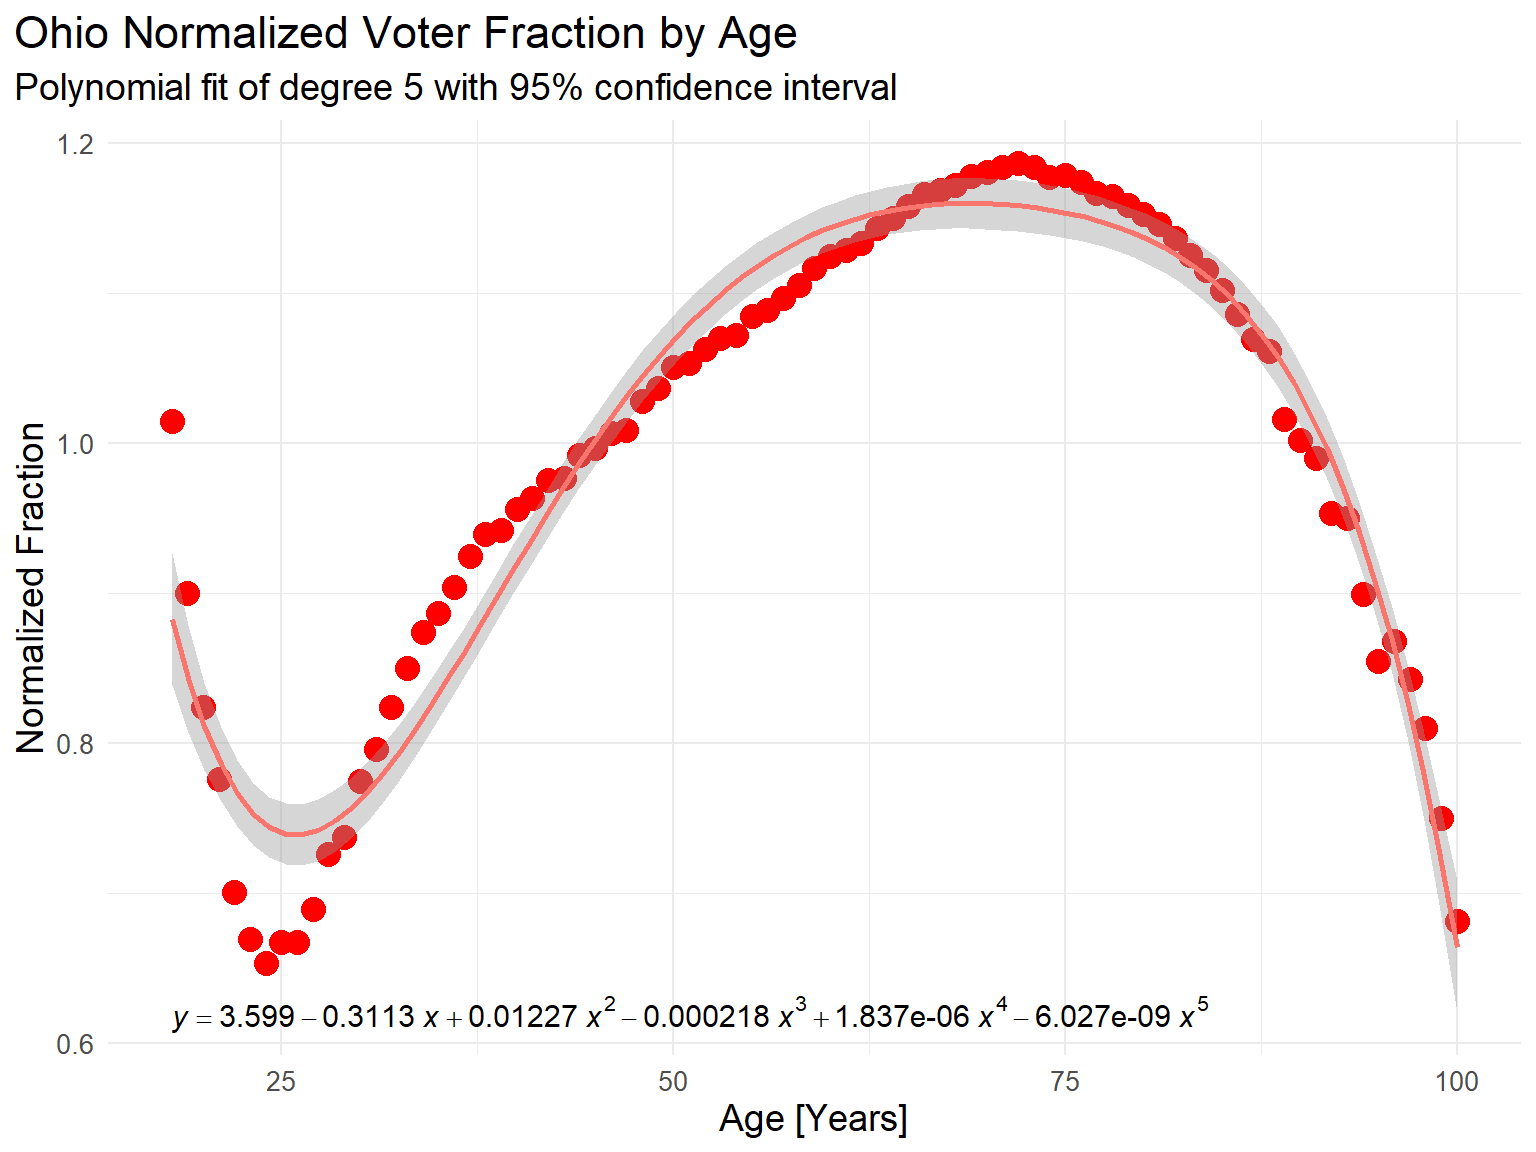 Ohio Normalized Voter Fraction by Age
Polynomial fit of degree 5 with 95% confidence interval
1.2
1.0
0.8
0.6
Normalized Fraction
y = 3.599 − 0.3113 x + 0.01227 x² − 0.000218 x³ + 1.837e-06 x⁴ − 6.027e-09 x⁵
25 50 75 100
Age [Years]